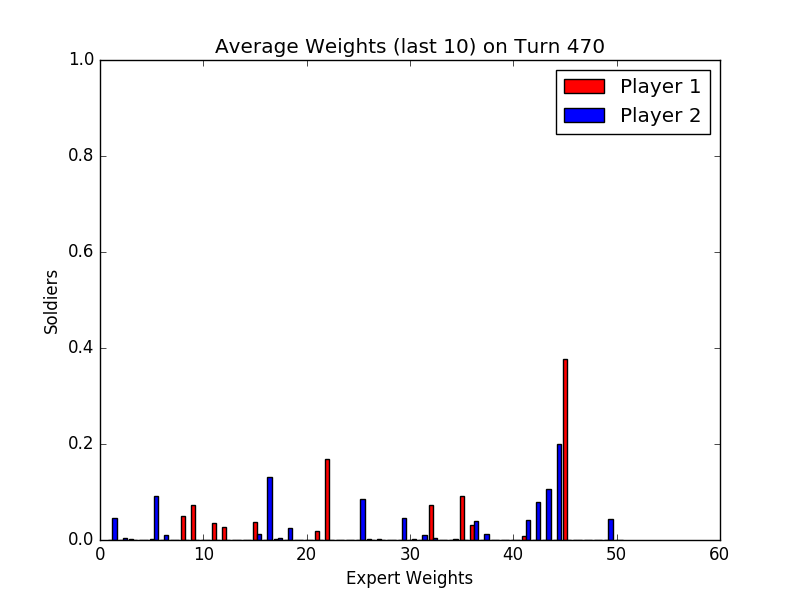 Average Weights (last 10) on Turn 470
1.0
Player 1
Player 2
0.8
0.6
Soldiers
0.4
0.2
0.0
0 10 20 30 40 50 60
Expert Weights